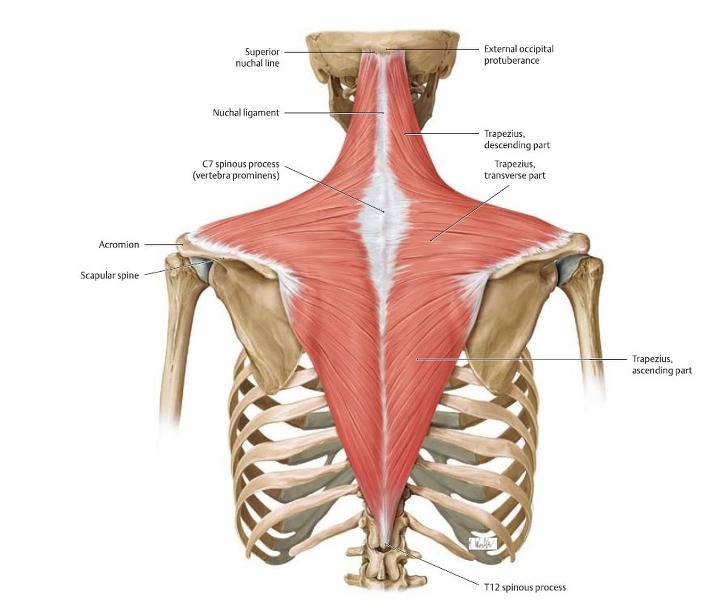 Superior
nuchal line
External occipital
protuberance
Nuchal ligament
Trapezius,
descending part
C7 spinous process
(vertebra prominens)
Trapezius,
transverse part
Acromion
Scapular spine
Trapezius,
ascending part
T12 spinous process